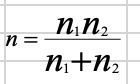 n = n₁n₂ / n₁+n₂